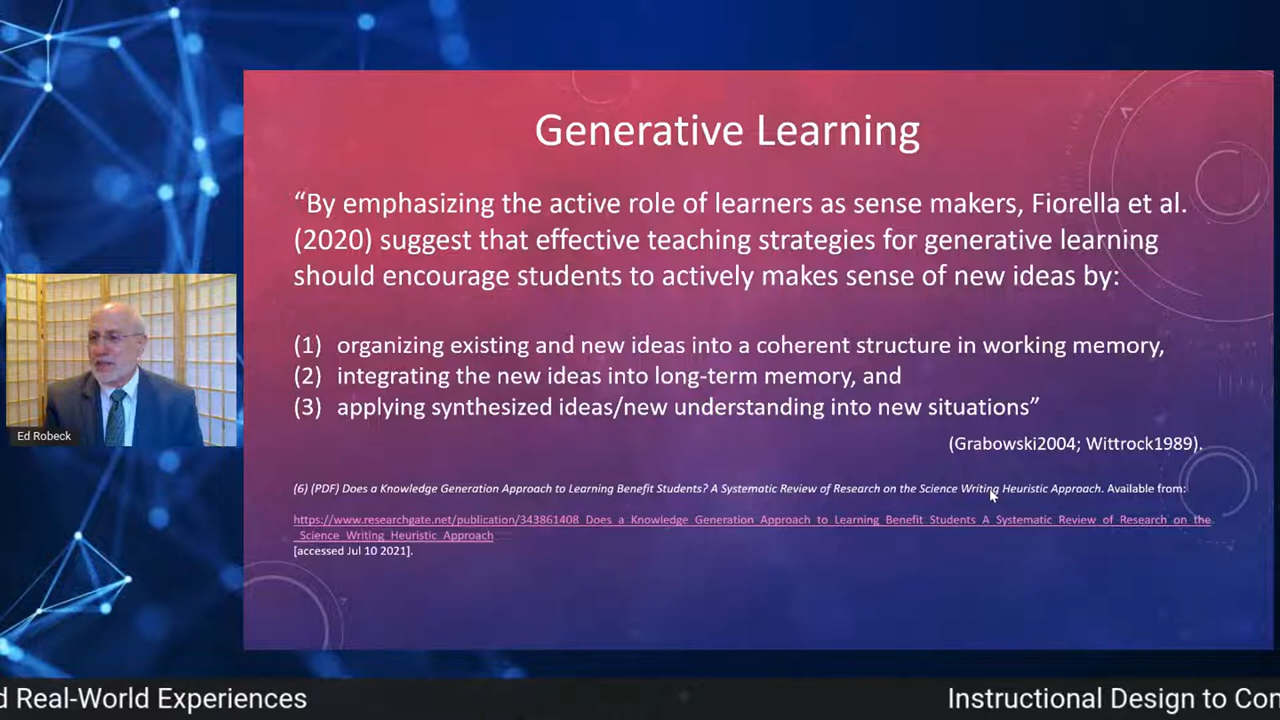 Generative Learning
“By emphasizing the active role of learners as sense makers, Fiorella et al.
(2020) suggest that effective teaching strategies for generative learning
should encourage students to actively makes sense of new ideas by:
(1) organizing existing and new ideas into a coherent structure in working memory,
(2) integrating the new ideas into long-term memory, and
(3) applying synthesized ideas/new understanding into new situations”
(Grabowski2004; Wittrock1989).
(6) (PDF) Does a Knowledge Generation Approach to Learning Benefit Students? A Systematic Review of Research on the Science Writing Heuristic Approach. Available from:
https://www.researchgate.net/publication/343861408_Does_a_Knowledge_Generation_Approach_to_Learning_Benefit_Students_A_Systematic_Review_of_Research_on_the
_Science_Writing_Heuristic_Approach
[accessed Jul 10 2021].
Ed Robeck
d Real-World Experiences
Instructional Design to Con